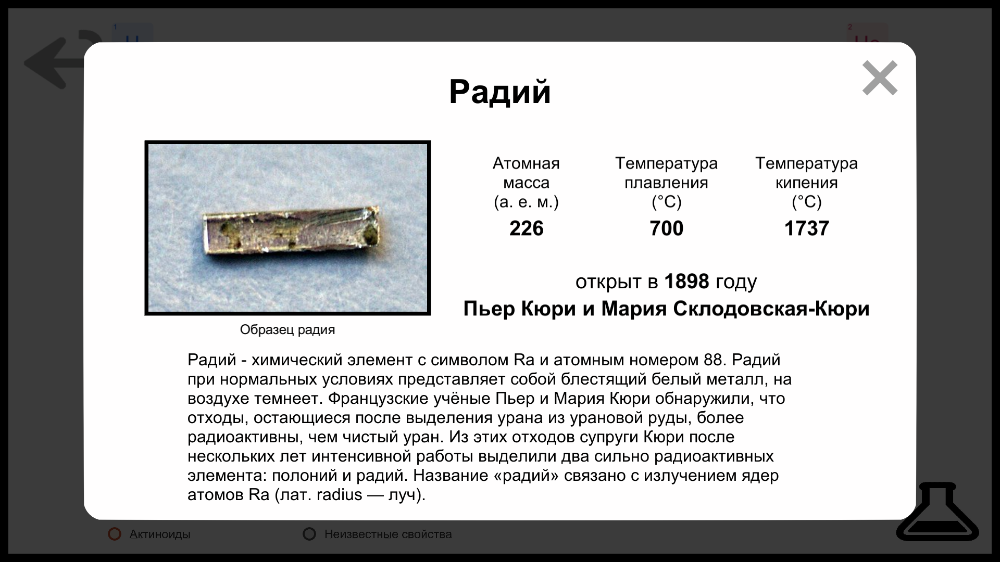 1
2
Радий
Атомная
масса
(а. е. м.)
226
Температура
плавления
(°C)
700
Температура
кипения
(°C)
1737
открыт в 1898 году
Пьер Кюри и Мария Склодовская-Кюри
Образец радия
Радий - химический элемент с символом Ra и атомным номером 88. Радий
при нормальных условиях представляет собой блестящий белый металл, на
воздухе темнеет. Французские учёные Пьер и Мария Кюри обнаружили, что
отходы, остающиеся после выделения урана из урановой руды, более
радиоактивны, чем чистый уран. Из этих отходов супруги Кюри после
нескольких лет интенсивной работы выделили два сильно радиоактивных
элемента: полоний и радий. Название «радий» связано с излучением ядер
атомов Ra (лат. radius — луч).
Актиноиды
Неизвестные свойства